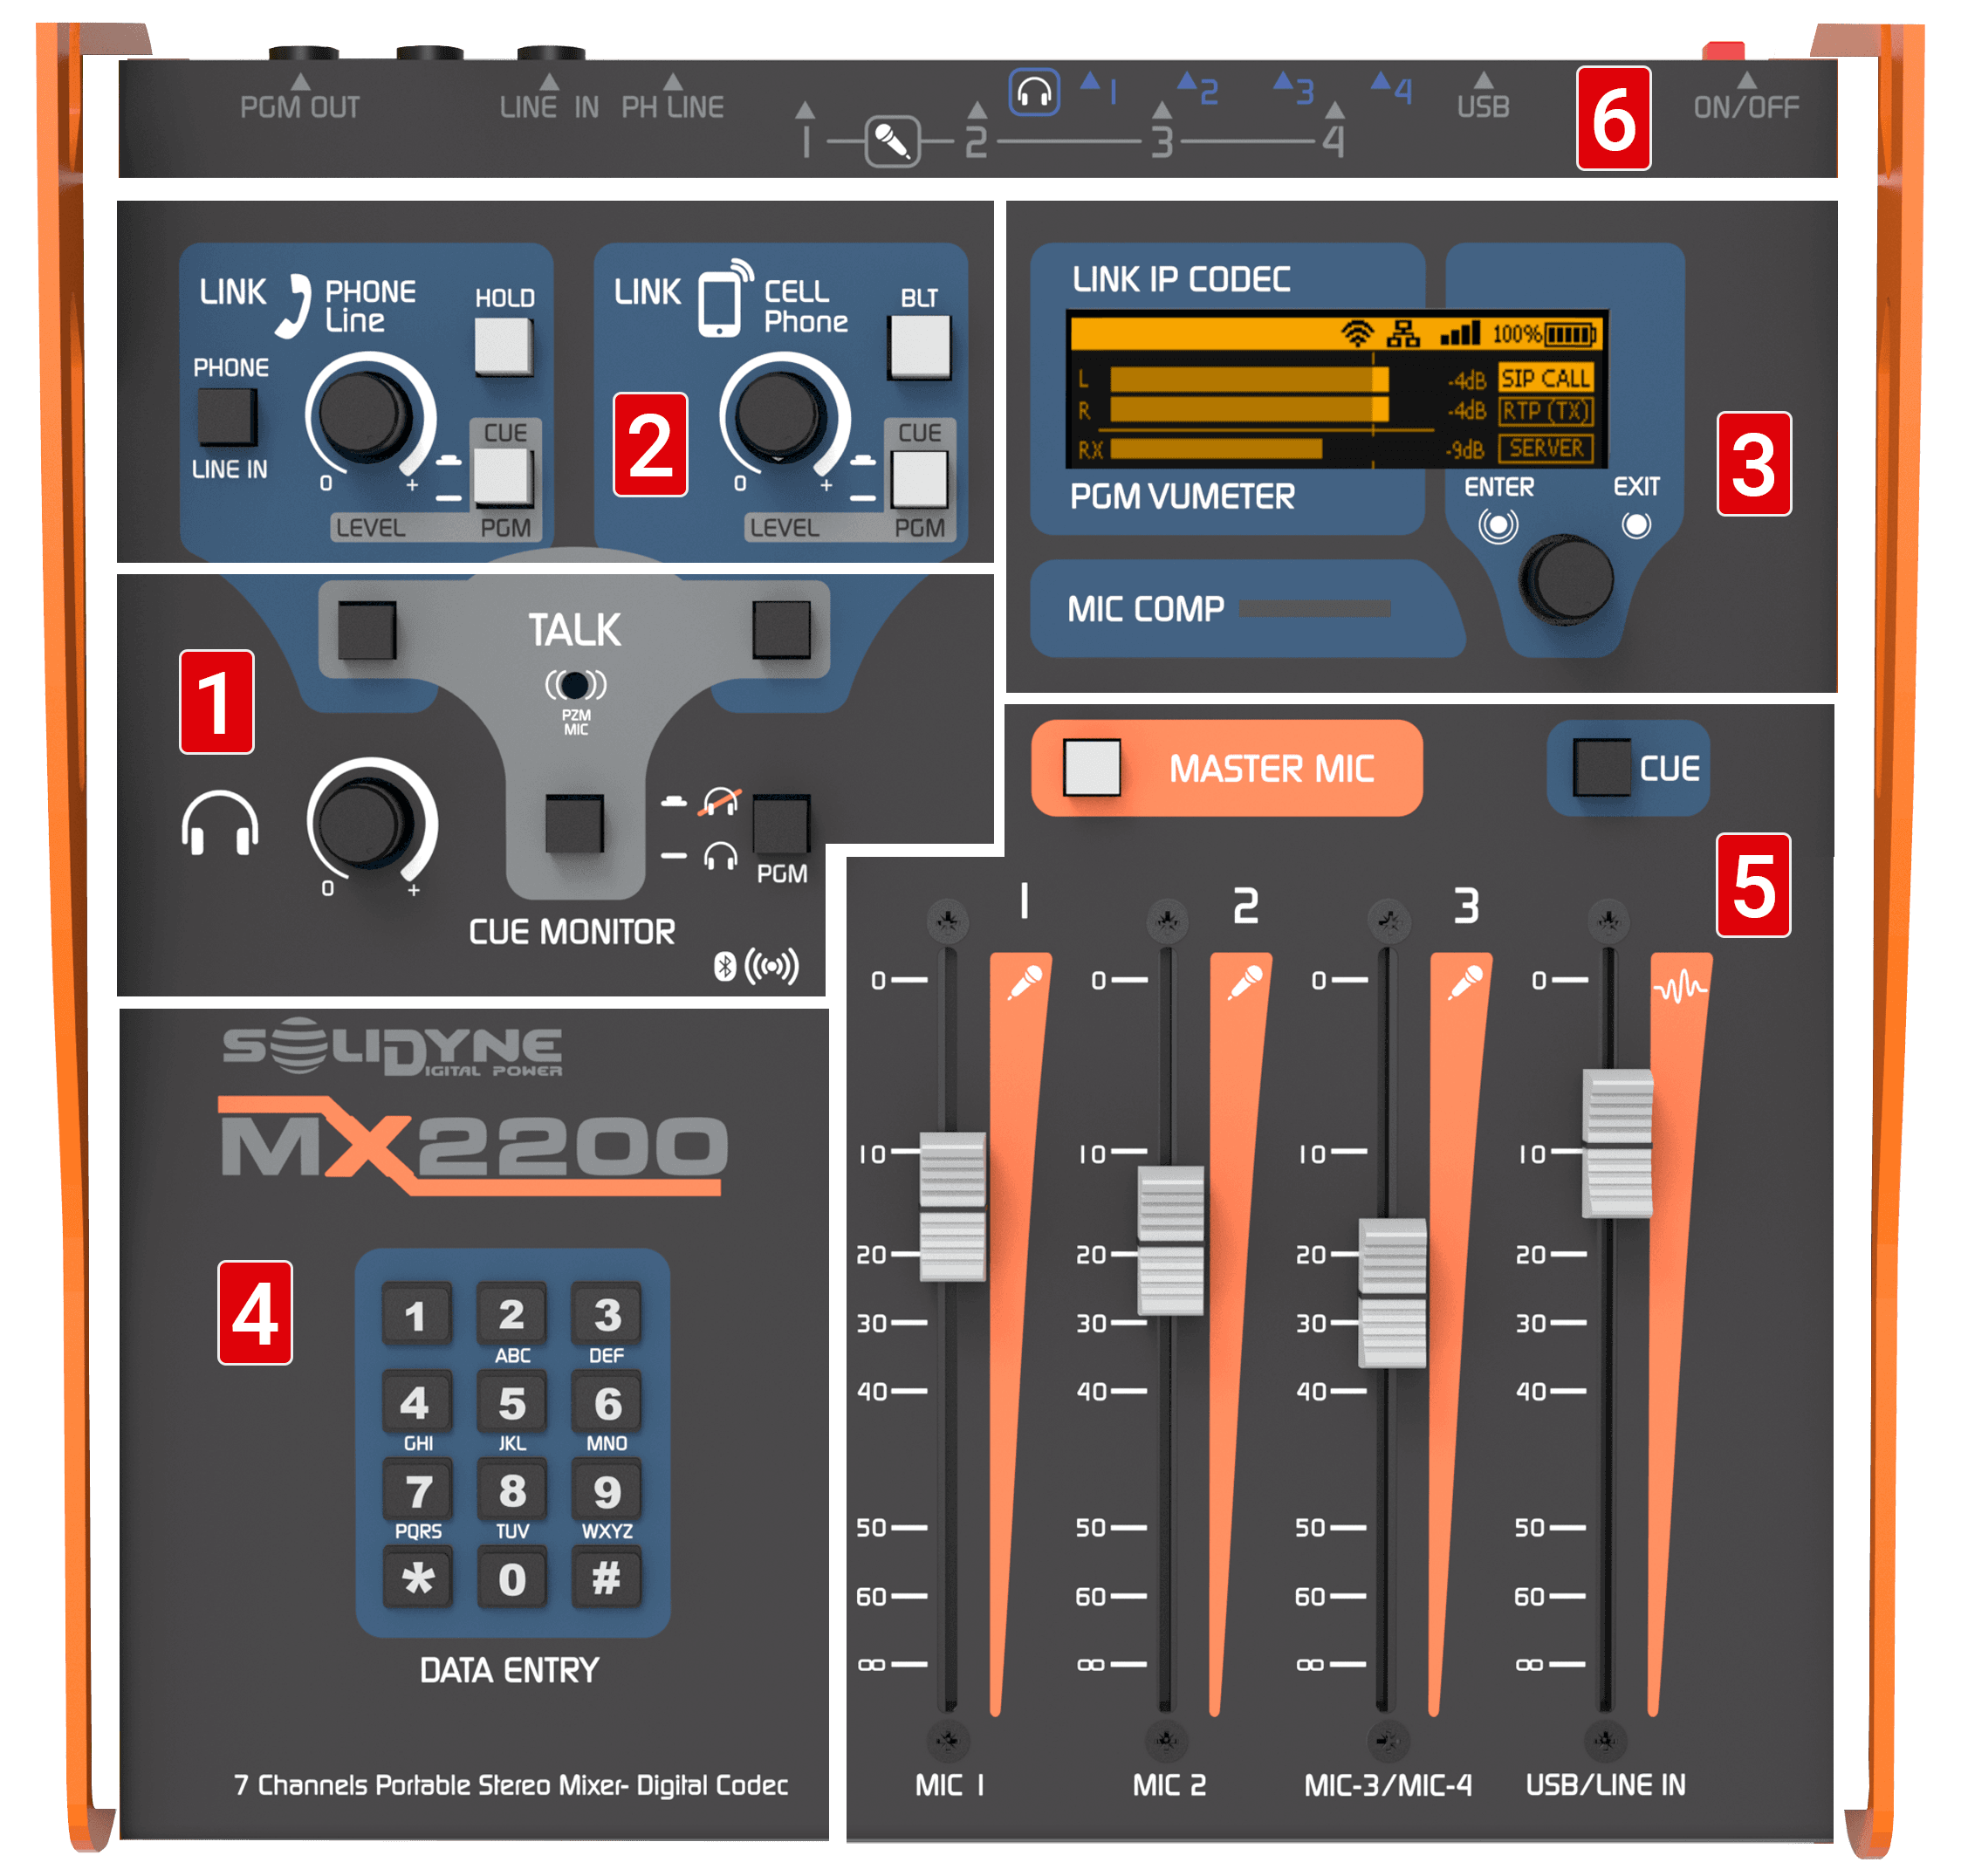 PGM OUT
LINE IN
PH LINE
1 2 3 4
1 2 3 4
USB
6
ON/OFF
LINK PHONE Line
HOLD
PHONE
LINE IN
CUE
0 +
LEVEL
PGM
LINK CELL Phone
BLT
2
CUE
0 +
LEVEL
PGM
LINK IP CODEC
100%
L -4dB SIP CALL
R -4dB RTP (TX)
RX -9dB SERVER
PGM VUMETER
ENTER
EXIT
3
MIC COMP
1
TALK
PZM
MIC
0 +
PGM
CUE MONITOR
MASTER MIC
CUE
5
SOLIDYNE
DIGITAL POWER
MX2200
4
1 2 3
ABC DEF
4 5 6
GHI JKL MNO
7 8 9
PQRS TUV WXYZ
* 0 #
DATA ENTRY
7 Channels Portable Stereo Mixer- Digital Codec
1 2 3
0 0 0 0
10 10 10 10
20 20 20 20
30 30 30 30
40 40 40 40
50 50 50 50
60 60 60 60
∞ ∞ ∞ ∞
MIC 1
MIC 2
MIC-3/MIC-4
USB/LINE IN